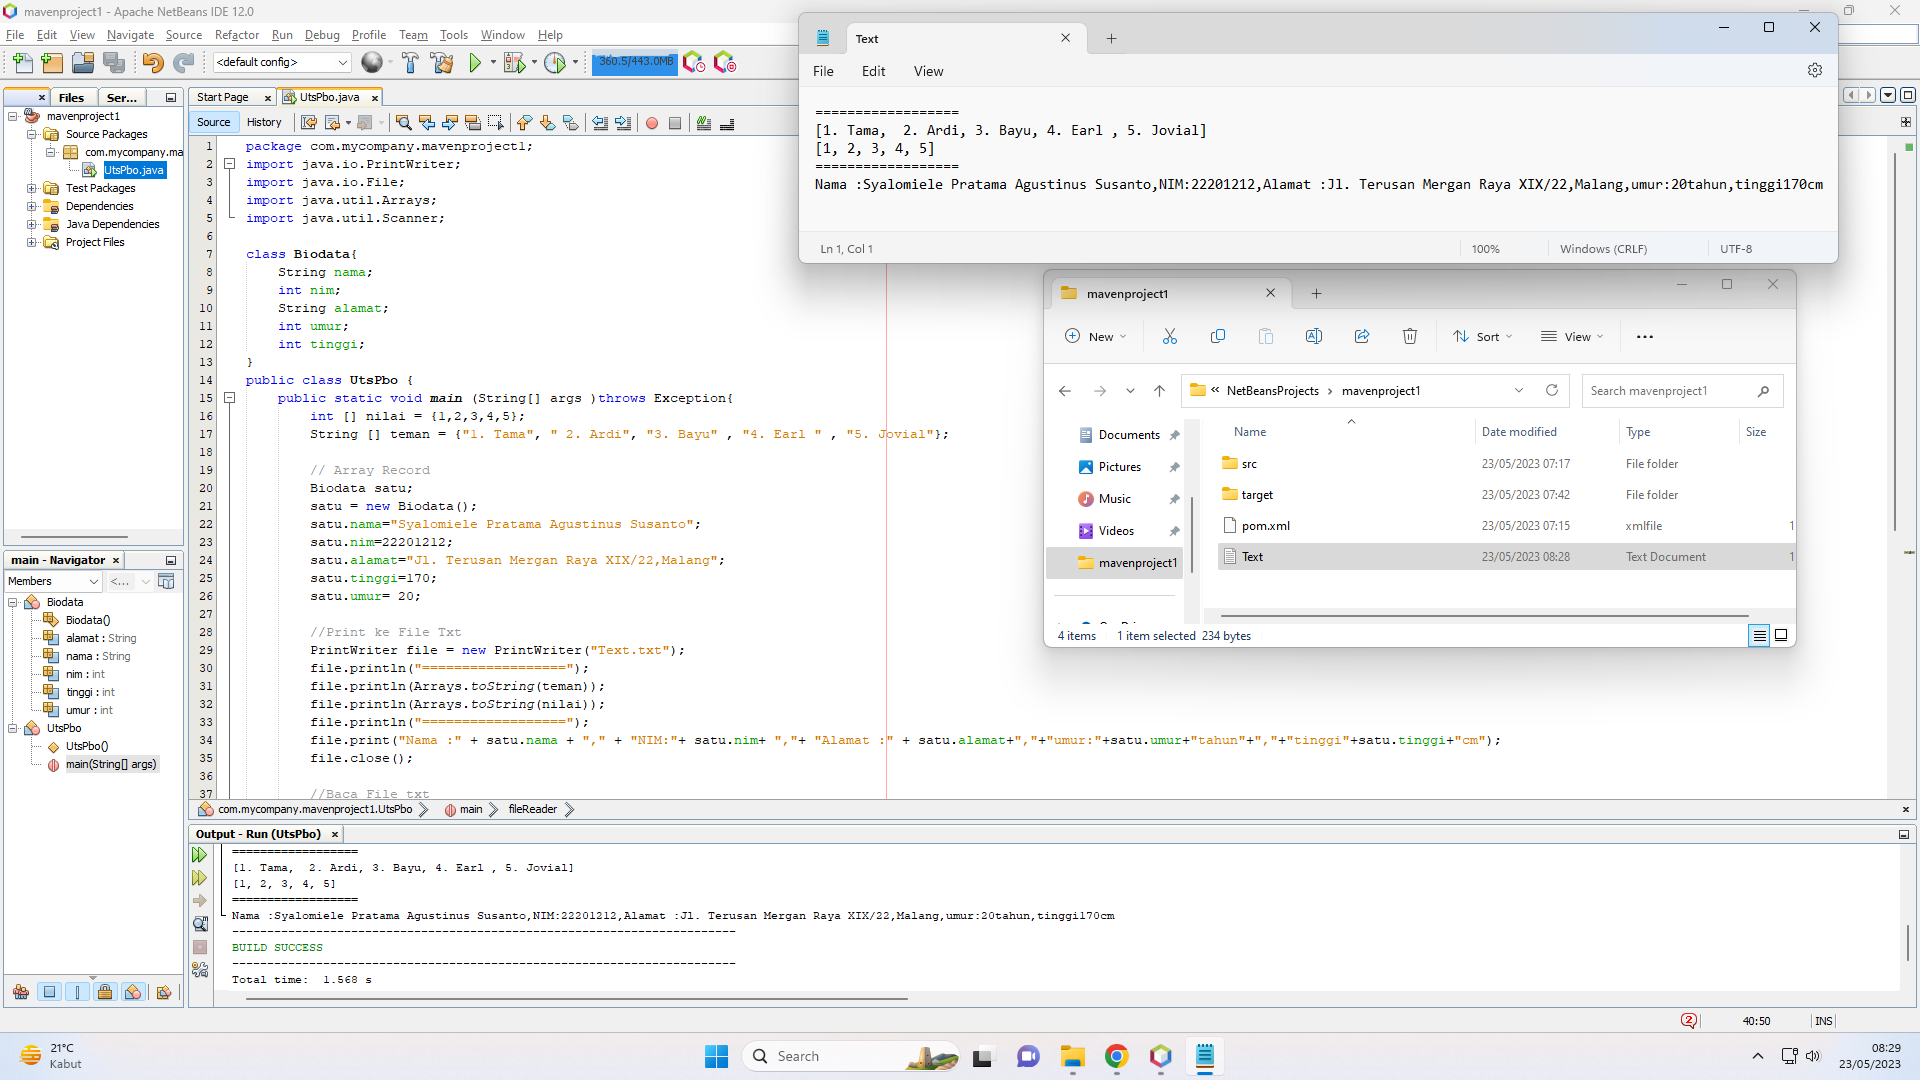 mavenproject1 - Apache NetBeans IDE 12.0
File Edit View Navigate Source Refactor Run Debug Profile Team Tools Window Help
<default config>
360.5/443.0MB
Files
Ser...
mavenproject1
Source Packages
com.mycompany.ma
UtsPbo.java
Test Packages
Dependencies
Java Dependencies
Project Files
Start Page
UtsPbo.java
Source History
1 package com.mycompany.mavenproject1;
2 import java.io.PrintWriter;
3 import java.io.File;
4 import java.util.Arrays;
5 import java.util.Scanner;
6
7 class Biodata{
8 String nama;
9 int nim;
10 String alamat;
11 int umur;
12 int tinggi;
13 }
14 public class UtsPbo {
15 public static void main (String[] args )throws Exception{
16 int [] nilai = {1,2,3,4,5};
17 String [] teman = {"1. Tama", " 2. Ardi", "3. Bayu" , "4. Earl " , "5. Jovial"};
18
19 // Array Record
20 Biodata satu;
21 satu = new Biodata();
22 satu.nama="Syalomiele Pratama Agustinus Susanto";
23 satu.nim=22201212;
24 satu.alamat="Jl. Terusan Mergan Raya XIX/22,Malang";
25 satu.tinggi=170;
26 satu.umur= 20;
27
28 //Print ke File Txt
29 PrintWriter file = new PrintWriter("Text.txt");
30 file.println("==================");
31 file.println(Arrays.toString(teman));
32 file.println(Arrays.toString(nilai));
33 file.println("==================");
34 file.print("Nama :" + satu.nama + "," + "NIM:"+ satu.nim+ ","+ "Alamat :" + satu.alamat+","+"umur:"+satu.umur+"tahun"+","+"tinggi"+satu.tinggi+"cm");
35 file.close();
36
37 //Baca File txt
com.mycompany.mavenproject1.UtsPbo main fileReader
main - Navigator
Members
<...
Biodata
Biodata()
alamat : String
nama : String
nim : int
tinggi : int
umur : int
UtsPbo
UtsPbo()
main(String[] args)
Output - Run (UtsPbo)
==================
[1. Tama,  2. Ardi, 3. Bayu, 4. Earl , 5. Jovial]
[1, 2, 3, 4, 5]
==================
Nama :Syalomiele Pratama Agustinus Susanto,NIM:22201212,Alamat :Jl. Terusan Mergan Raya XIX/22,Malang,umur:20tahun,tinggi170cm
------------------------------------------------------------------------
BUILD SUCCESS
------------------------------------------------------------------------
Total time:  1.568 s
2
40:50
INS
Text
File Edit View
==================
[1. Tama,  2. Ardi, 3. Bayu, 4. Earl , 5. Jovial]
[1, 2, 3, 4, 5]
==================
Nama :Syalomiele Pratama Agustinus Susanto,NIM:22201212,Alamat :Jl. Terusan Mergan Raya XIX/22,Malang,umur:20tahun,tinggi170cm
Ln 1, Col 1
100%
Windows (CRLF)
UTF-8
mavenproject1
New
Sort
View
« NetBeansProjects › mavenproject1
Search mavenproject1
Documents
Pictures
Music
Videos
mavenproject1
Name Date modified Type Size
src 23/05/2023 07:17 File folder
target 23/05/2023 07:42 File folder
pom.xml 23/05/2023 07:15 xmlfile 1
Text 23/05/2023 08:28 Text Document 1
4 items 1 item selected 234 bytes
21°C
Kabut
Search
08:29
23/05/2023